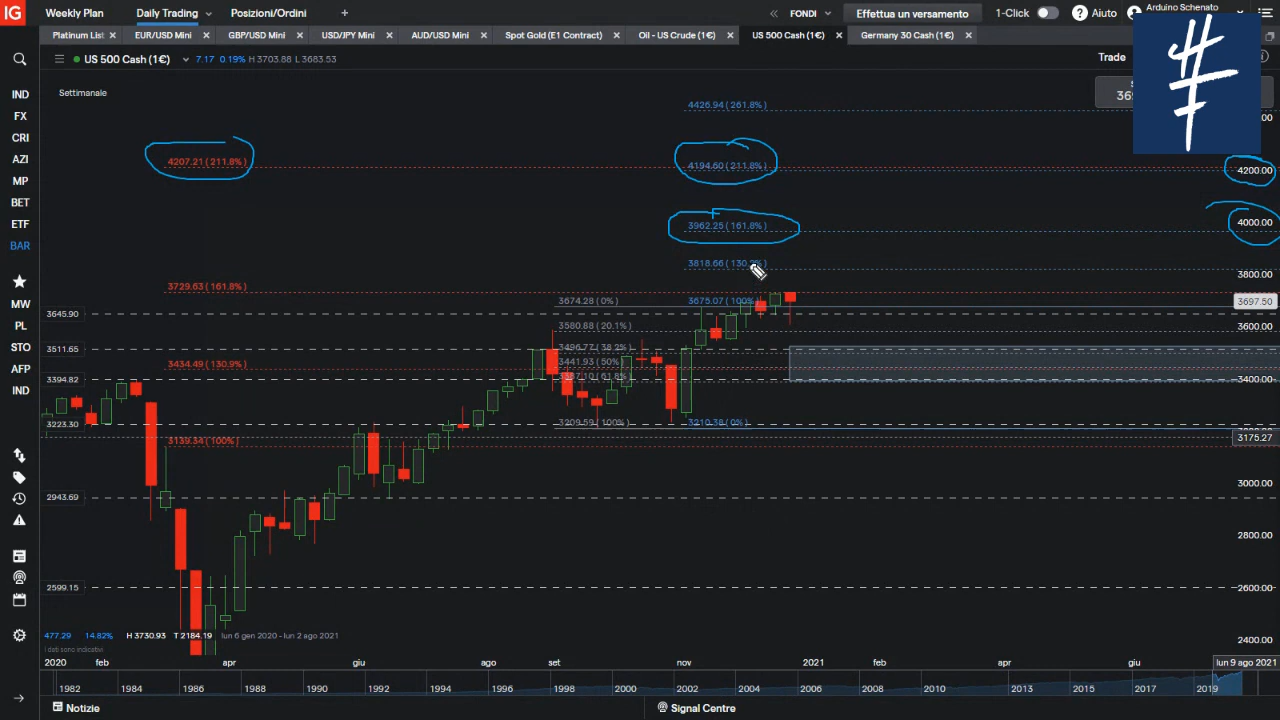 IG Weekly Plan Daily Trading Posizioni/Ordini + FONDI Effettua un versamento 1-Click Aiuto Arduino Schenato
Platinum List EUR/USD Mini GBP/USD Mini USD/JPY Mini AUD/USD Mini Spot Gold (E1 Contract) Oil - US Crude (1€) US 500 Cash (1€) Germany 30 Cash (1€)
US 500 Cash (1€) 7.17 0.19% H 3703.88 L 3683.53 Trade
Settimanale
IND
FX
CRI
AZI
MP
BET
ETF
BAR
MW
PL
STO
AFP
IND
4426.94 (261.8%)
4207.21 (211.8%) 4194.60 (211.8%) 4200.00
3962.25 (161.8%) 4000.00
3800.00
3729.63 (161.8%) 3674.28 (0%) 3675.07 (100%) 3697.50
3645.90
3580.88 (20.1%) 3600.00
3511.65 3496.77 (38.2%)
3434.49 (130.9%) 3441.93 (50%)
3394.82 3400.00
3223.30 3209.59 (100%) 3210.38 (0%)
3139.34 (100%) 3175.27
2943.69 3000.00
2800.00
2599.15 2600.00
2400.00
477.29 14.82% H 3730.93 T 2184.19 lun 6 gen 2020 - lun 2 ago 2021
I dati sono indicativi
2020 feb apr giu ago set nov 2021 feb apr giu lun 9 ago 2021
1982 1984 1986 1988 1990 1992 1994 1996 1998 2000 2002 2004 2006 2008 2010 2013 2015 2017 2019
Notizie Signal Centre